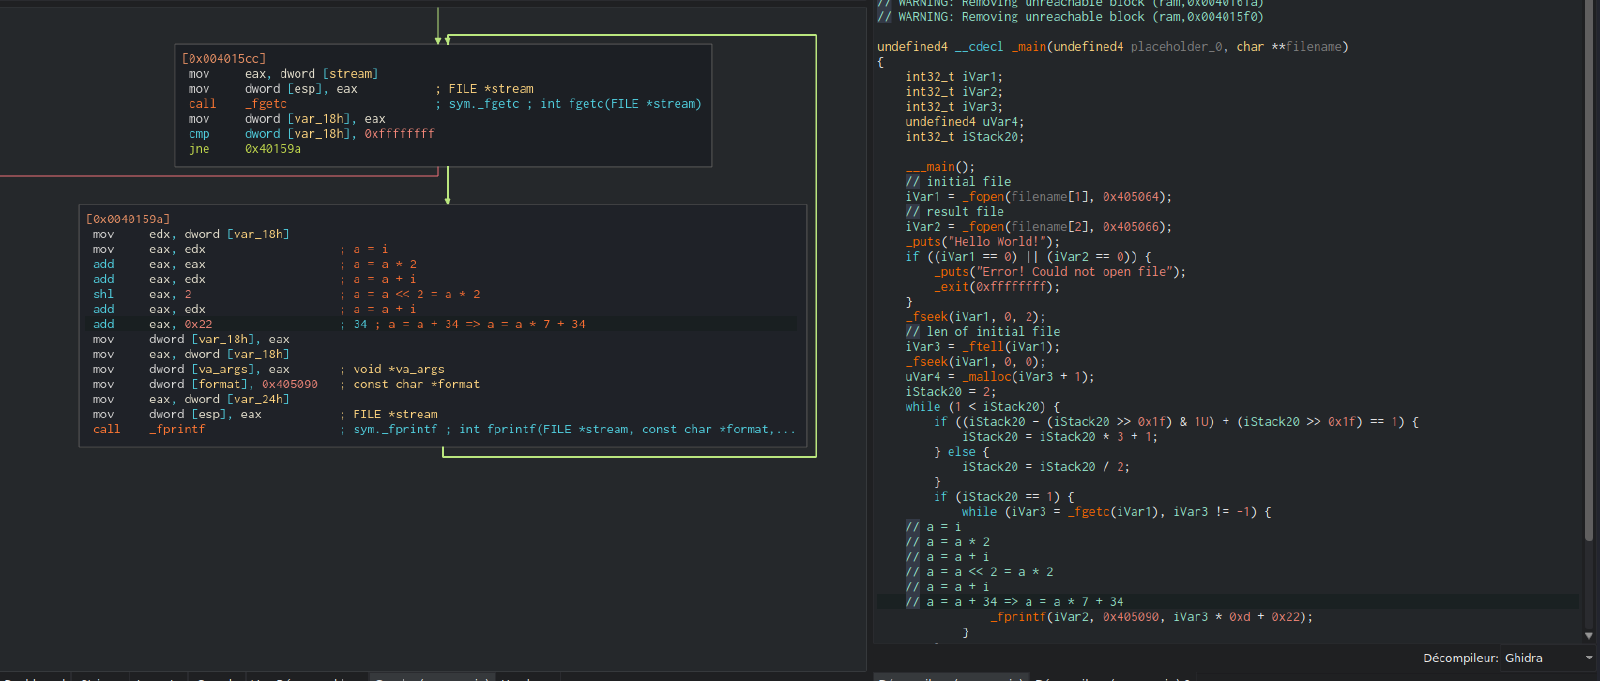 [0x004015cc]
mov eax, dword [stream]
mov dword [esp], eax ; FILE *stream
call _fgetc ; sym._fgetc ; int fgetc(FILE *stream)
mov dword [var_18h], eax
cmp dword [var_18h], 0xffffffff
jne 0x40159a
[0x0040159a]
mov edx, dword [var_18h]
mov eax, edx ; a = i
add eax, eax ; a = a * 2
add eax, edx ; a = a + i
shl eax, 2 ; a = a << 2 = a * 2
add eax, edx ; a = a + i
add eax, 0x22 ; 34 ; a = a + 34 => a = a * 7 + 34
mov dword [var_18h], eax
mov eax, dword [var_18h]
mov dword [va_args], eax ; void *va_args
mov dword [format], 0x405090 ; const char *format
mov eax, dword [var_24h]
mov dword [esp], eax ; FILE *stream
call _fprintf ; sym._fprintf ; int fprintf(FILE *stream, const char *format,...
// WARNING: Removing unreachable block (ram,0x004016fa)
// WARNING: Removing unreachable block (ram,0x004015f0)
undefined4 __cdecl _main(undefined4 placeholder_0, char **filename)
{
int32_t iVar1;
int32_t iVar2;
int32_t iVar3;
undefined4 uVar4;
int32_t iStack20;
___main();
// initial file
iVar1 = _fopen(filename[1], 0x405064);
// result file
iVar2 = _fopen(filename[2], 0x405066);
_puts("Hello World!");
if ((iVar1 == 0) || (iVar2 == 0)) {
_puts("Error! Could not open file");
_exit(0xffffffff);
}
_fseek(iVar1, 0, 2);
// len of initial file
iVar3 = _ftell(iVar1);
_fseek(iVar1, 0, 0);
uVar4 = _malloc(iVar3 + 1);
iStack20 = 2;
while (1 < iStack20) {
if ((iStack20 - (iStack20 >> 0x1f) & 1U) + (iStack20 >> 0x1f) == 1) {
iStack20 = iStack20 * 3 + 1;
} else {
iStack20 = iStack20 / 2;
}
if (iStack20 == 1) {
while (iVar3 = _fgetc(iVar1), iVar3 != -1) {
// a = i
// a = a * 2
// a = a + i
// a = a << 2 = a * 2
// a = a + i
// a = a + 34 => a = a * 7 + 34
_fprintf(iVar2, 0x405090, iVar3 * 0xd + 0x22);
}
Décompileur: Ghidra